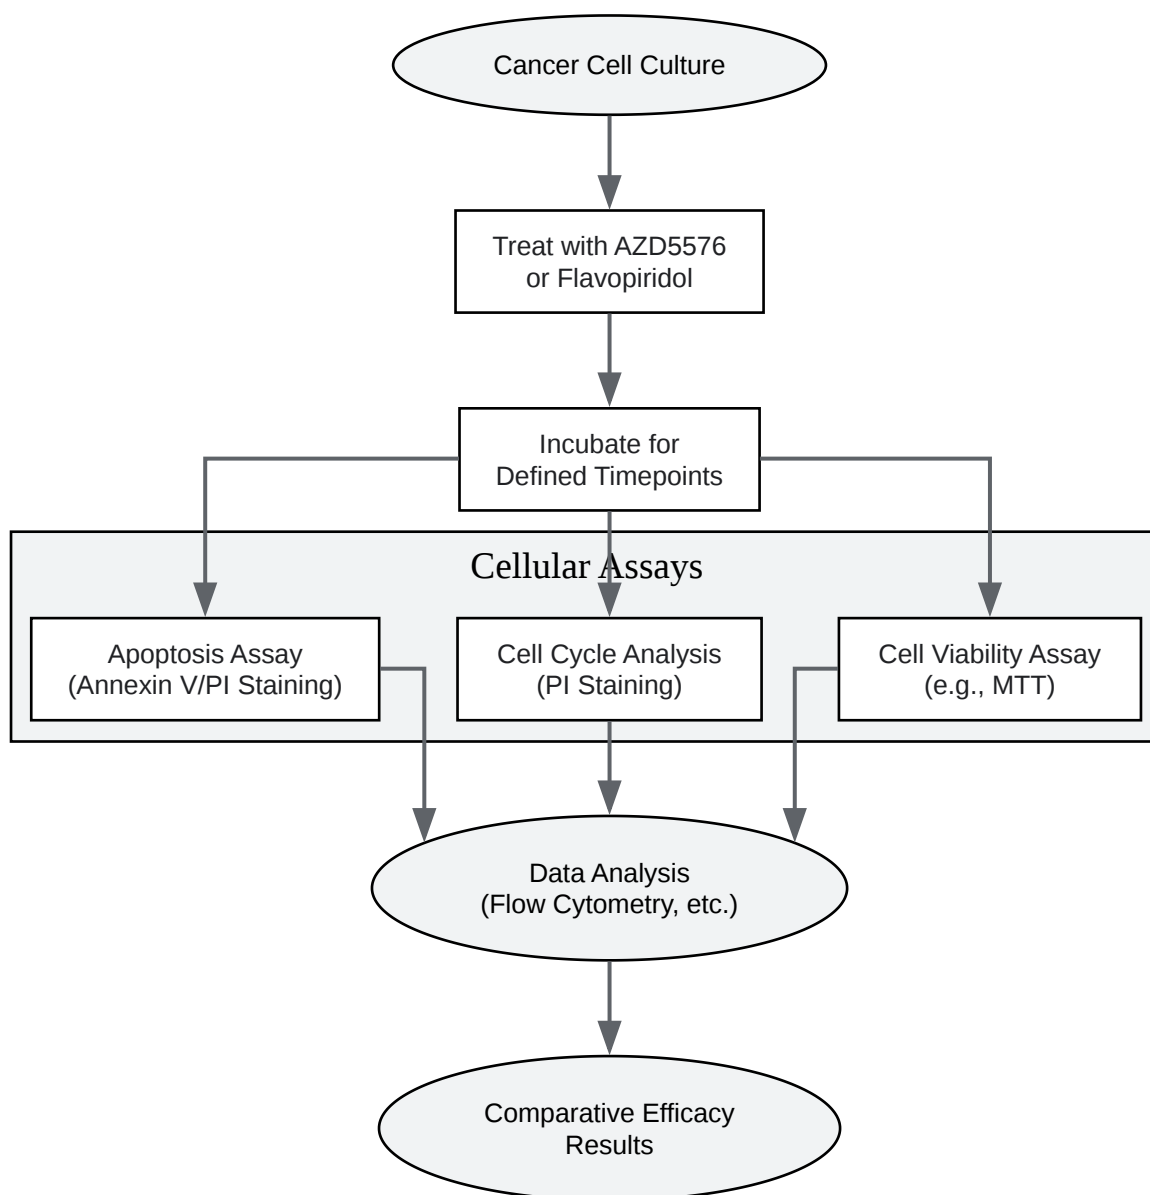 Cancer Cell Culture
Treat with AZD5576
or Flavopiridol
Incubate for
Defined Timepoints
Cellular Assays
Apoptosis Assay
(Annexin V/PI Staining)
Cell Cycle Analysis
(PI Staining)
Cell Viability Assay
(e.g., MTT)
Data Analysis
(Flow Cytometry, etc.)
Comparative Efficacy
Results